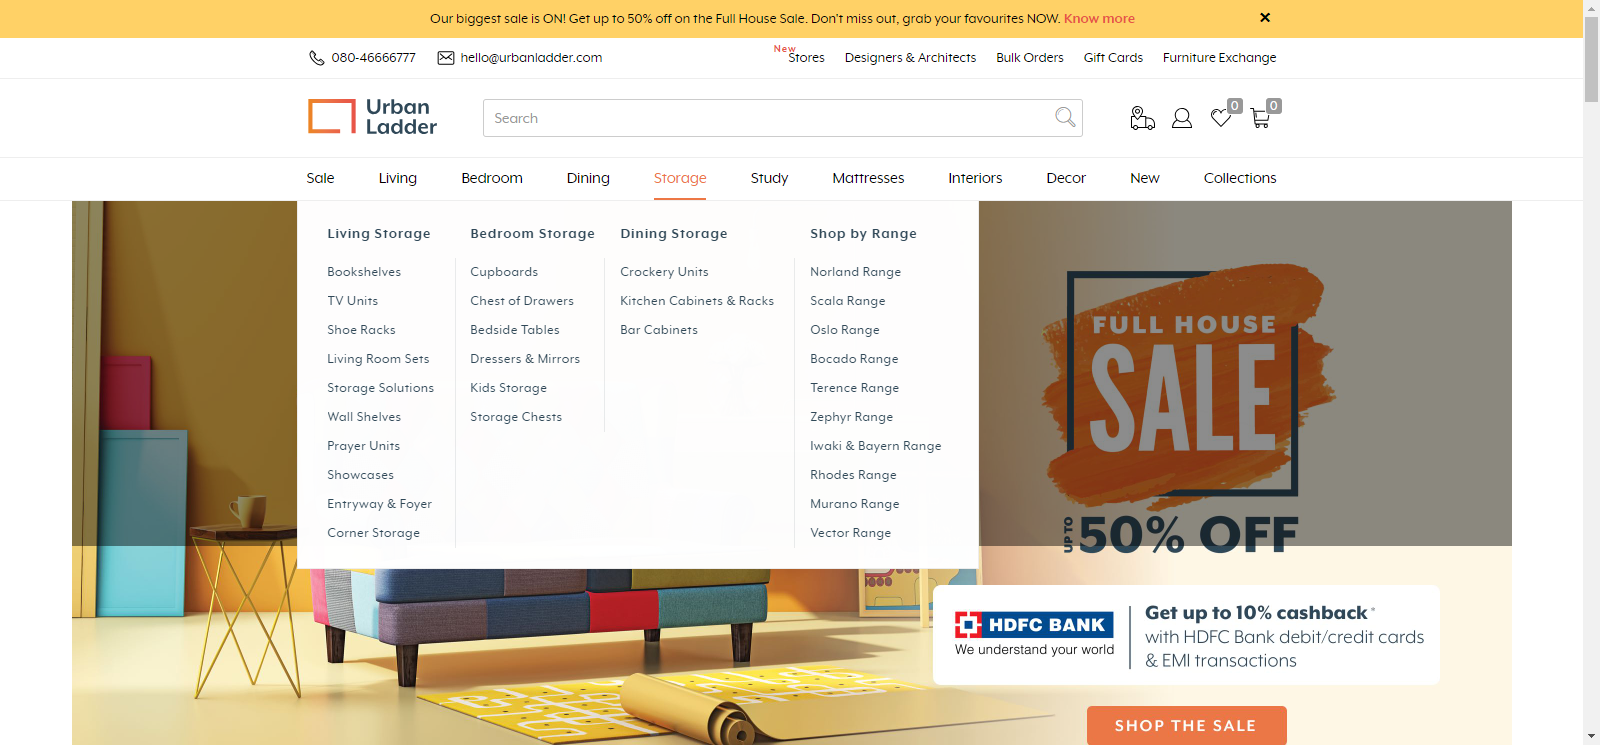 Our biggest sale is ON! Get up to 50% off on the Full House Sale. Don't miss out, grab your favourites NOW. Know more
080-46666777 hello@urbanladder.com New Stores Designers & Architects Bulk Orders Gift Cards Furniture Exchange
Urban
Ladder
Search
0 0
Sale Living Bedroom Dining Storage Study Mattresses Interiors Decor New Collections
Living Storage
Bookshelves
TV Units
Shoe Racks
Living Room Sets
Storage Solutions
Wall Shelves
Prayer Units
Showcases
Entryway & Foyer
Corner Storage
Bedroom Storage
Cupboards
Chest of Drawers
Bedside Tables
Dressers & Mirrors
Kids Storage
Storage Chests
Dining Storage
Crockery Units
Kitchen Cabinets & Racks
Bar Cabinets
Shop by Range
Norland Range
Scala Range
Oslo Range
Bocado Range
Terence Range
Zephyr Range
Iwaki & Bayern Range
Rhodes Range
Murano Range
Vector Range
FULL HOUSE
SALE
UP TO 50% OFF
HDFC BANK
We understand your world
Get up to 10% cashback*
with HDFC Bank debit/credit cards
& EMI transactions
SHOP THE SALE